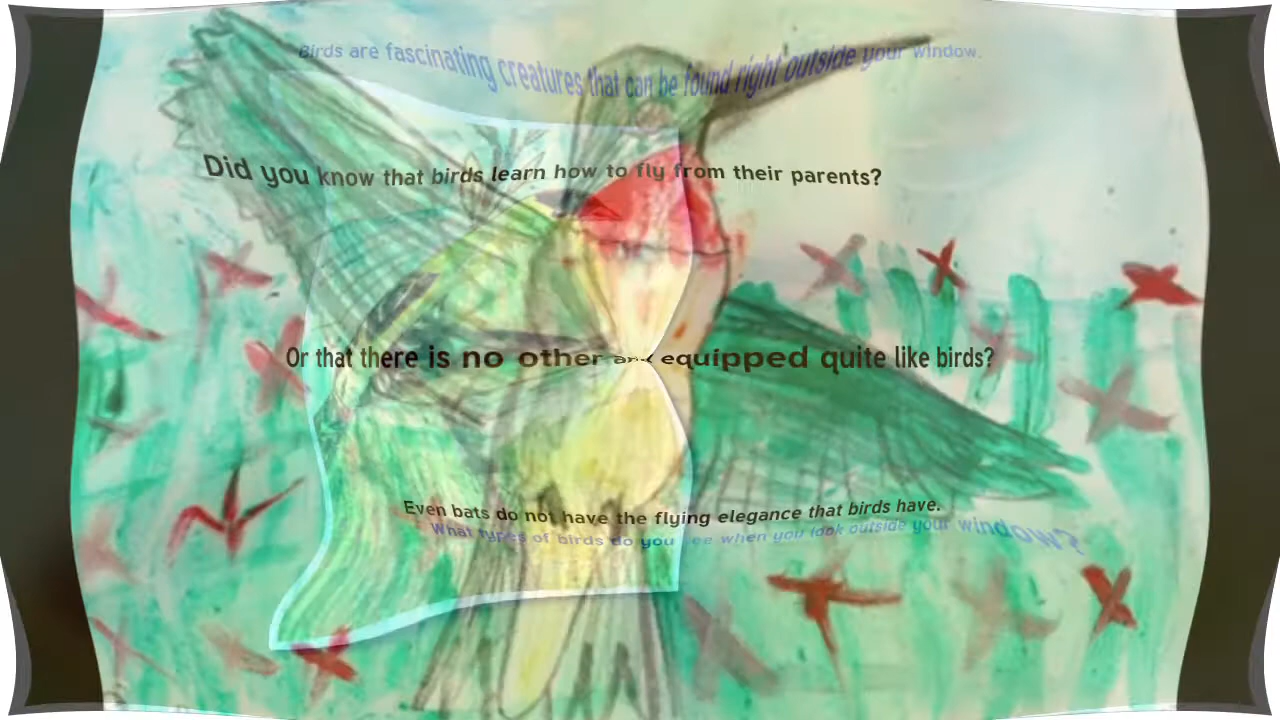 Birds are fascinating creatures that can be found right outside your window.
Did you know that birds learn how to fly from their parents?
Or that there is no other equipped quite like birds?
Even bats do not have the flying elegance that birds have.
What types of birds do you see when you look outside your window?